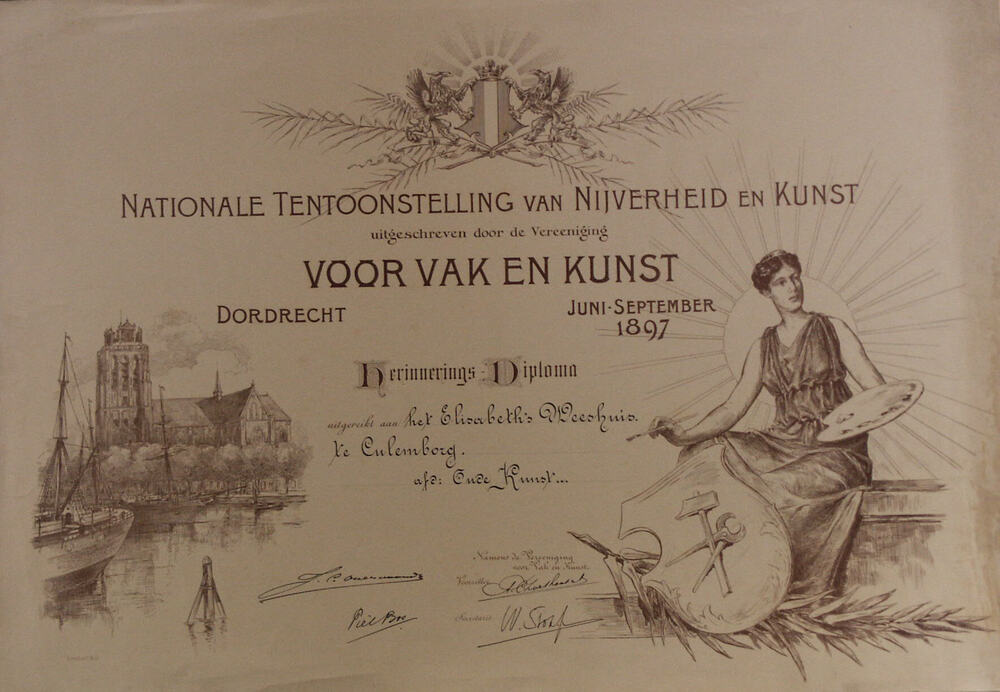 NATIONALE TENTOONSTELLING VAN NIJVERHEID EN KUNST
uitgeschreven door de Vereeniging
VOOR VAK EN KUNST
DORDRECHT
JUNI-SEPTEMBER
1897
Herinnerings-Diploma
uitgereikt aan het Elisabeth's Weeshuis.
te Culemborg.
afd: Oude Kunst...
Namens de Vereeniging
voor Vak en Kunst.
Voorzitter
Piet Bos
Secretaris